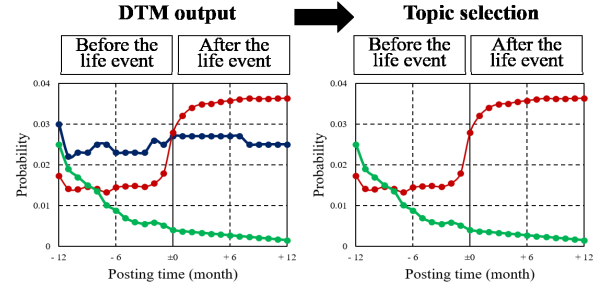 DTM output
Topic selection
Before the
life event
After the
life event
Before the
life event
After the
life event
Probability
0.04
0.03
0.02
0.01
0
- 12
- 6
±0
+ 6
+ 12
Posting time (month)
Probability
0.04
0.03
0.02
0.01
0
- 12
- 6
±0
+ 6
+ 12
Posting time (month)